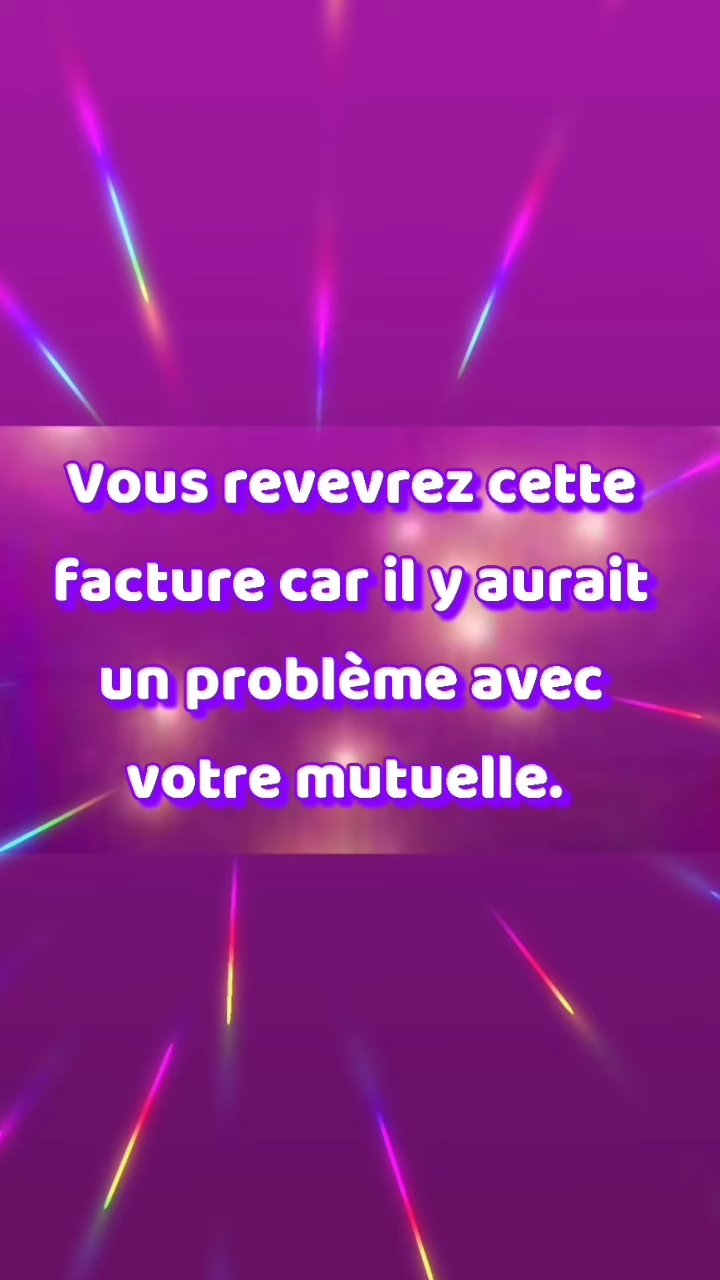 Vous revevrez cette
facture car il y aurait
un problème avec
votre mutuelle.